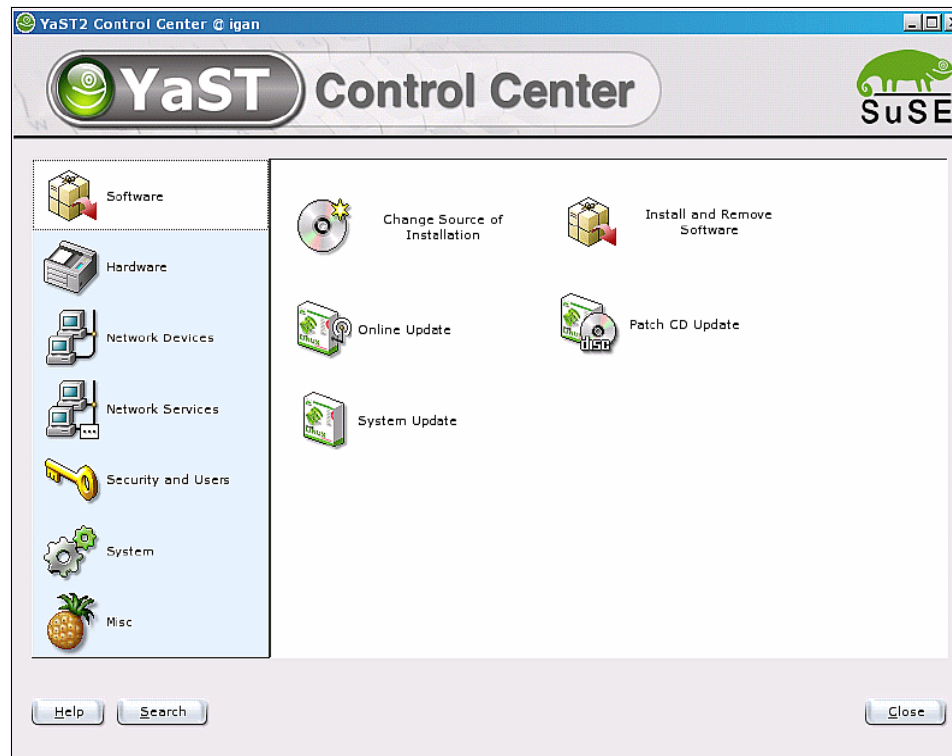 YaST2 Control Center @ igan
YaST Control Center
SuSE
Software
Hardware
Network Devices
Network Services
Security and Users
System
Misc
Change Source of
Installation
Install and Remove
Software
Online Update
Patch CD Update
disc
System Update
Help
Search
Close